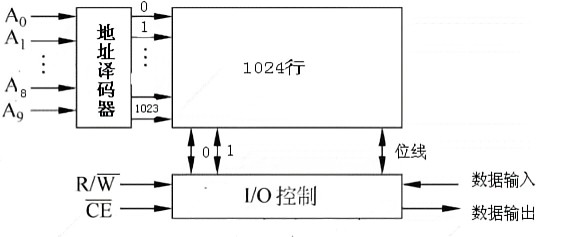 A0
0
A1
1
⋮
A8
A9
1023
地址译码器
1024行
0 1
位线
R/W̅
C̅E̅
I/O 控制
数据输入
数据输出